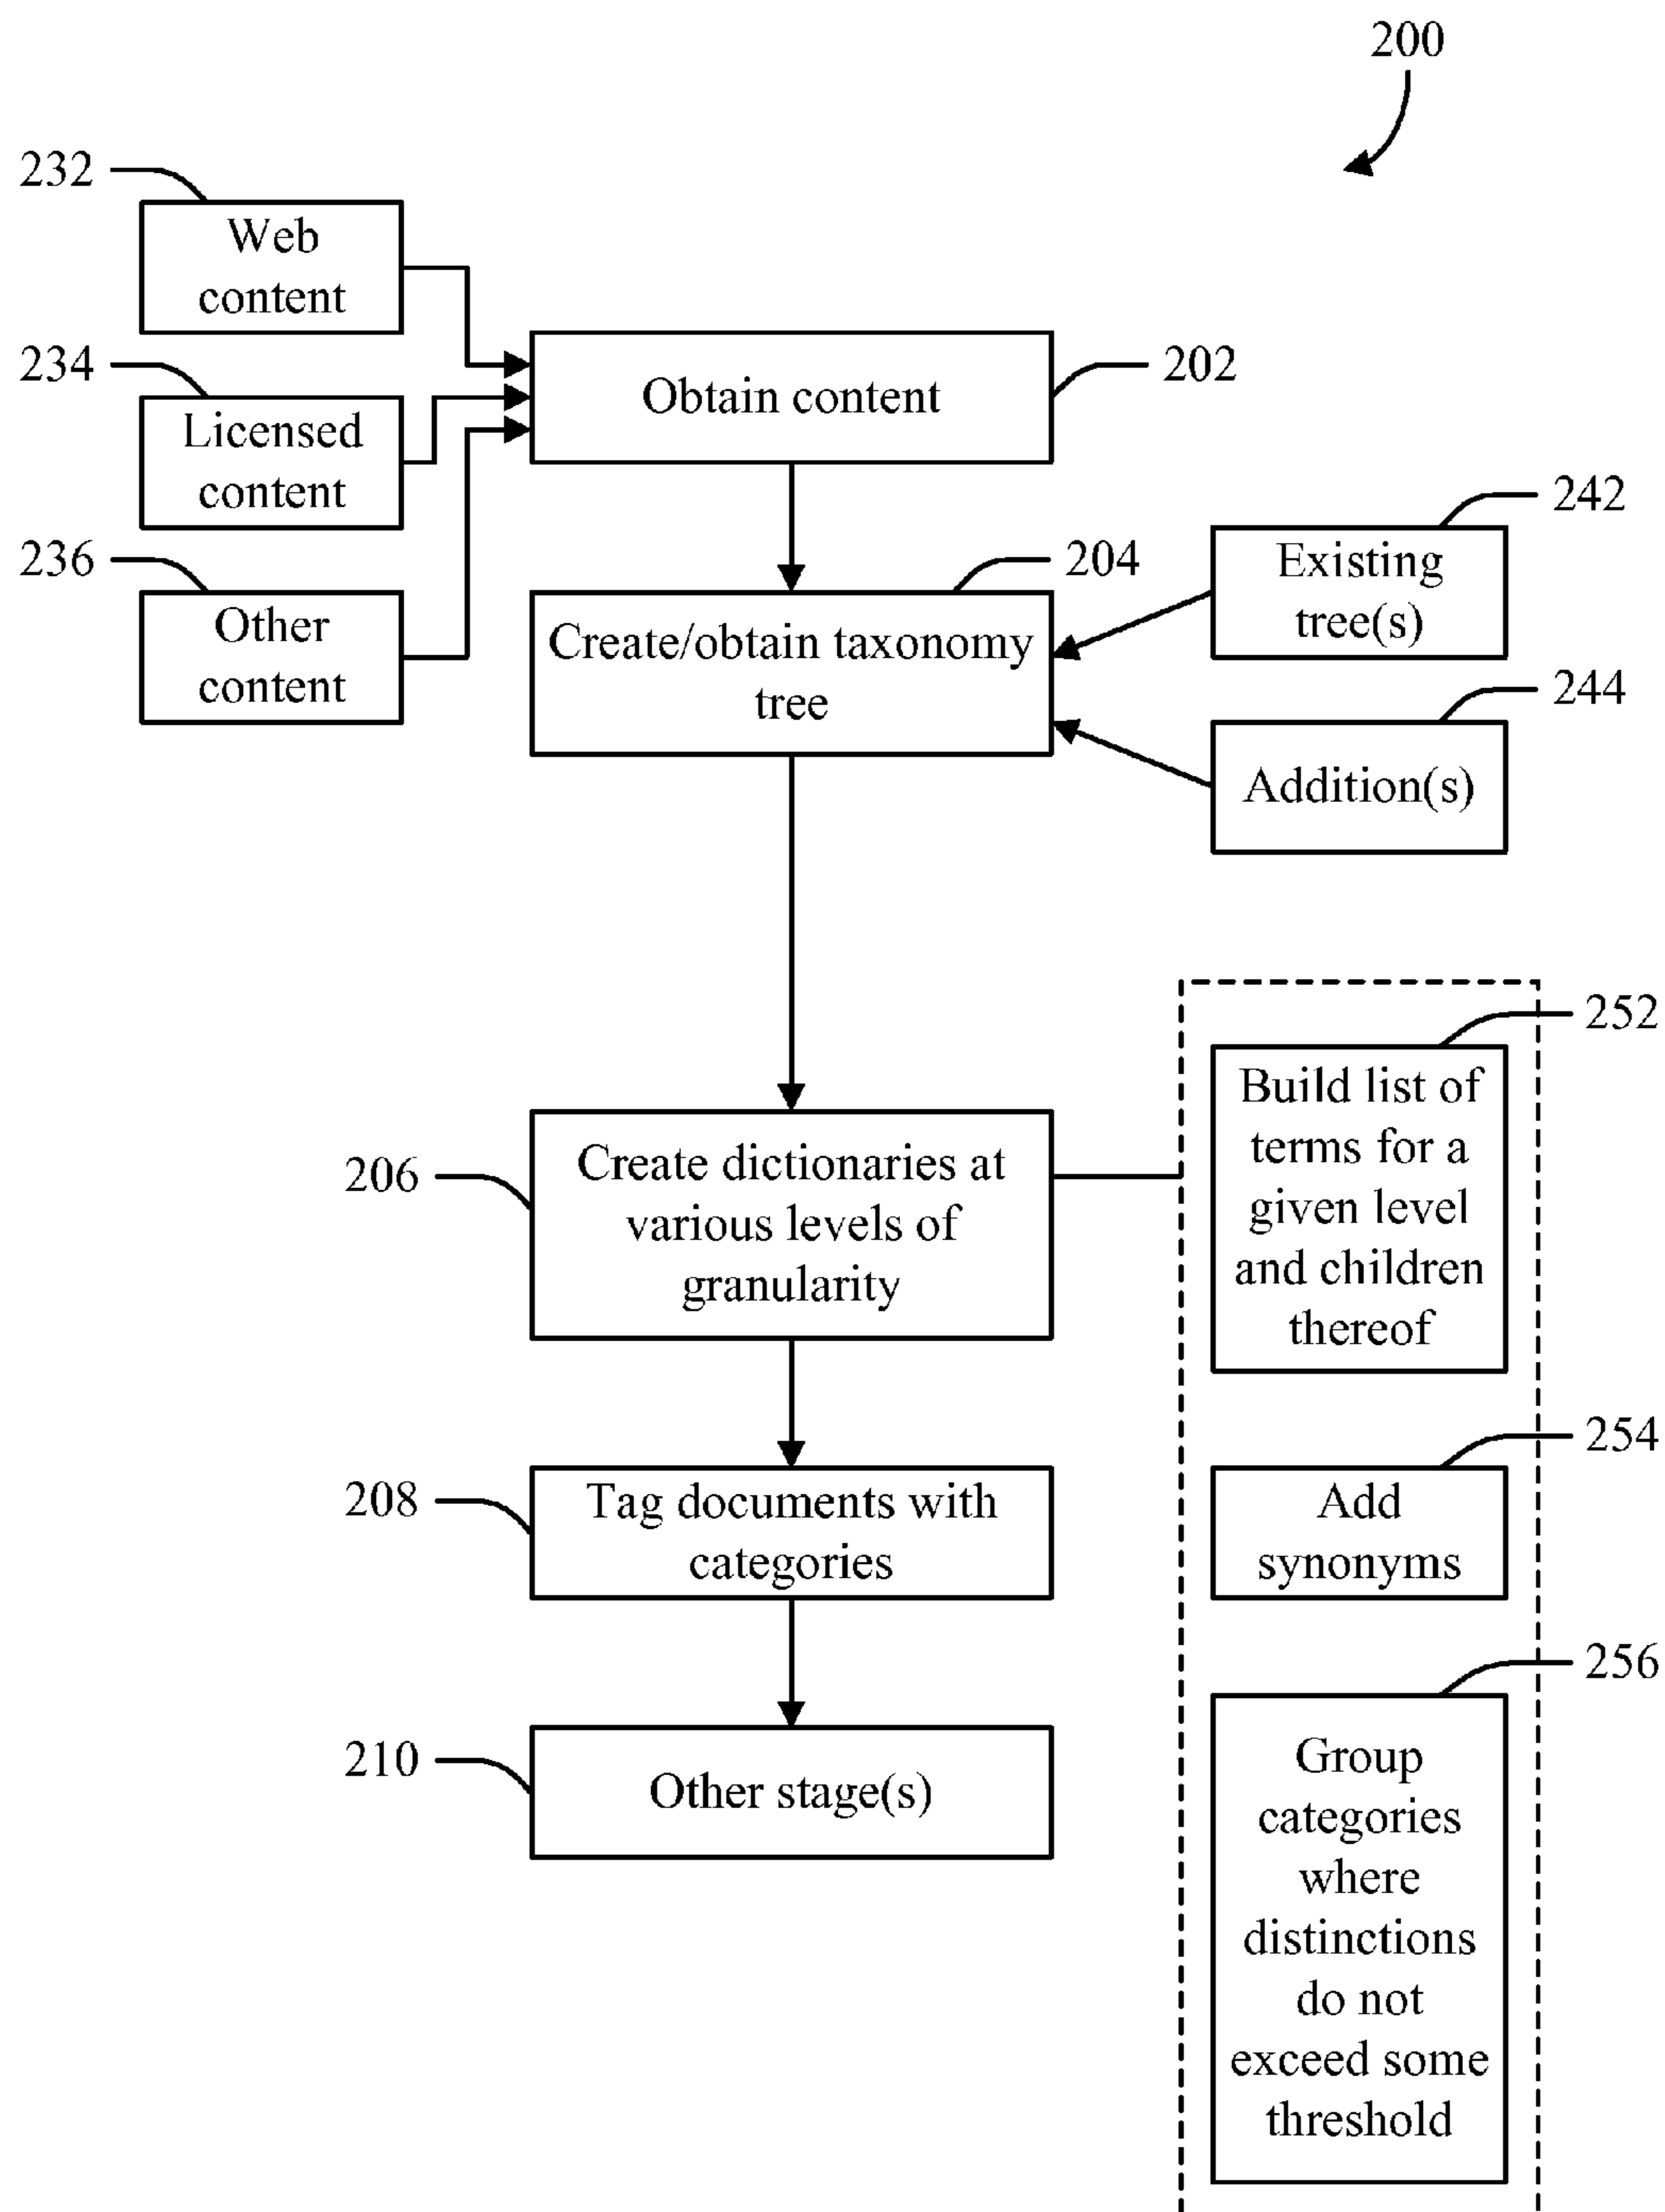 200
232
Web
content
234
Licensed
content
236
Other
content
Obtain content
202
204
Create/obtain taxonomy
tree
242
Existing
tree(s)
244
Addition(s)
206
Create dictionaries at
various levels of
granularity
252
Build list of
terms for a
given level
and children
thereof
208
Tag documents with
categories
254
Add
synonyms
210
Other stage(s)
256
Group
categories
where
distinctions
do not
exceed some
threshold